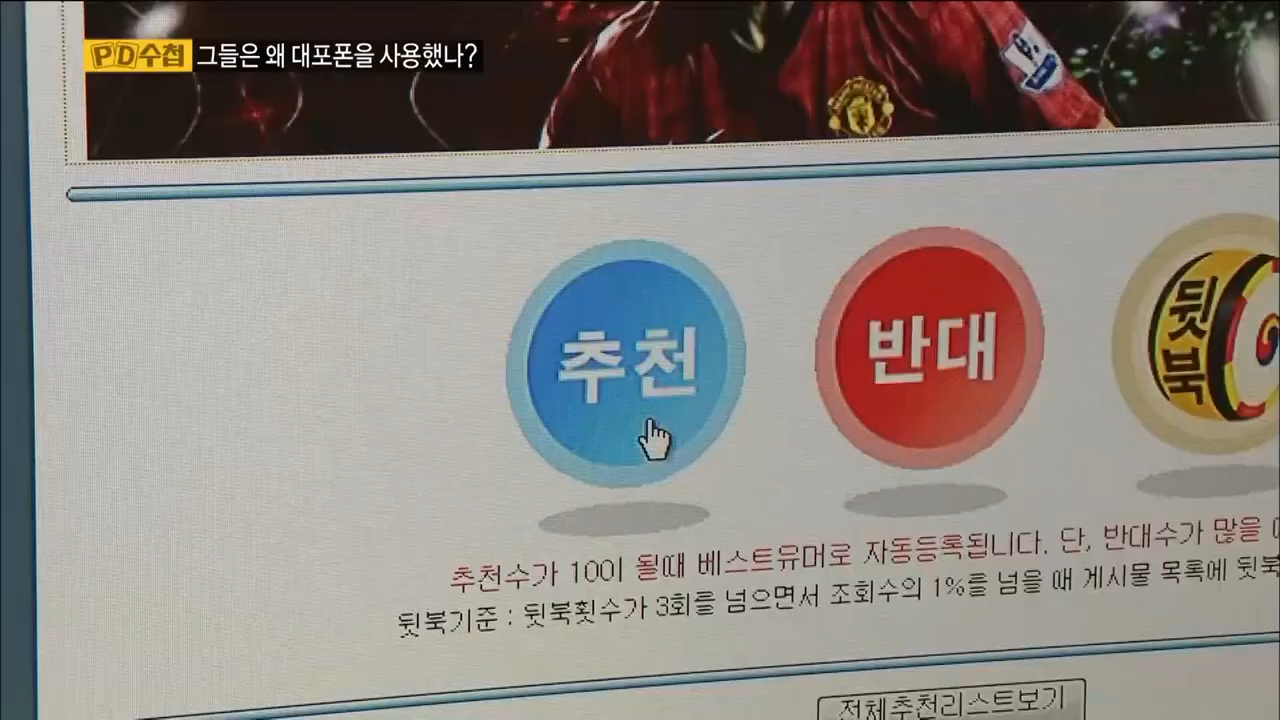 PD수첩 그들은 왜 대포폰을 사용했나?
추천
반대
뒷북
추천수가 10이 될때 베스트유머로 자동등록됩니다. 단, 반대수가 많을
뒷북기준 : 뒷북횟수가 3회를 넘으면서 조회수의 1%를 넘을 때 게시물 목록에 뒷북
전체추천리스트보기